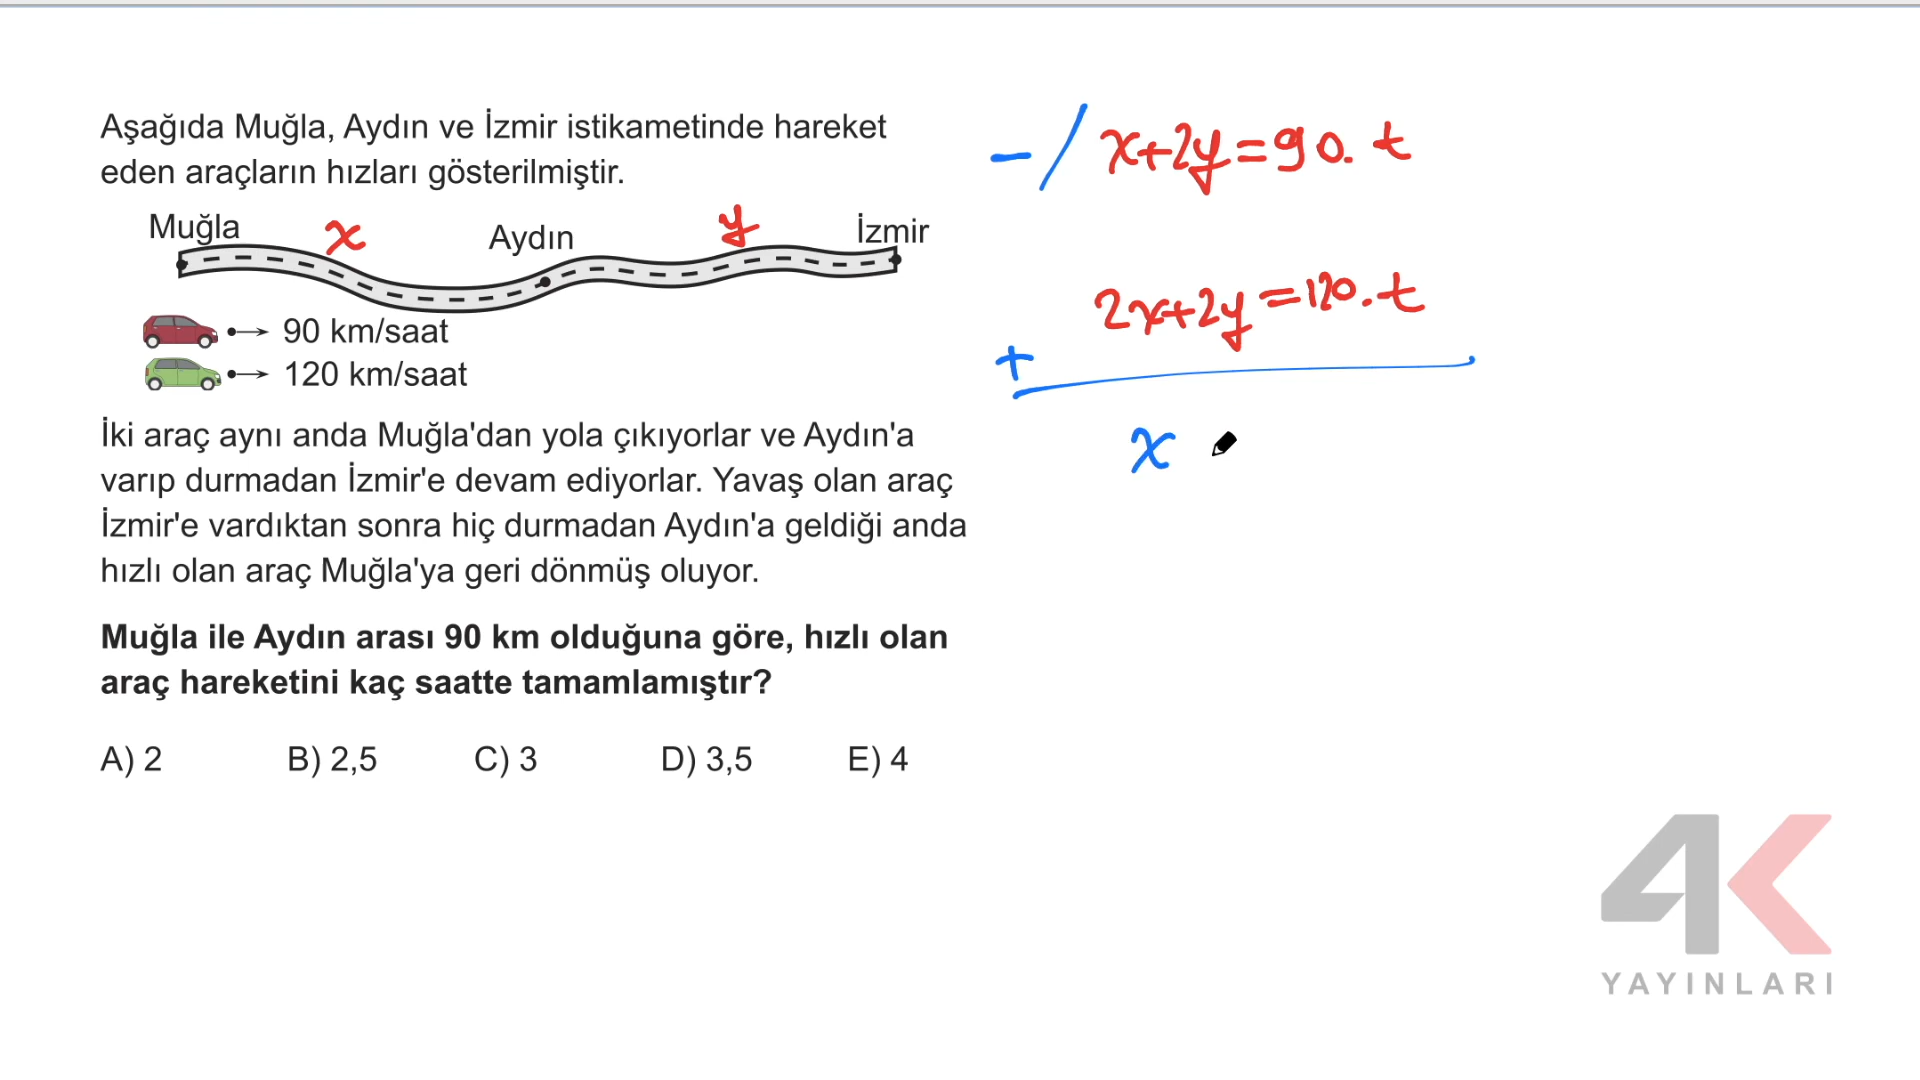 Aşağıda Muğla, Aydın ve İzmir istikametinde hareket
eden araçların hızları gösterilmiştir.
Muğla x Aydın y İzmir
90 km/saat
120 km/saat
İki araç aynı anda Muğla'dan yola çıkıyorlar ve Aydın'a
varıp durmadan İzmir'e devam ediyorlar. Yavaş olan araç
İzmir'e vardıktan sonra hiç durmadan Aydın'a geldiği anda
hızlı olan araç Muğla'ya geri dönmüş oluyor.
Muğla ile Aydın arası 90 km olduğuna göre, hızlı olan
araç hareketini kaç saatte tamamlamıştır?
A) 2 B) 2,5 C) 3 D) 3,5 E) 4
-/ x+2y=90.t
2x+2y=120.t
+
x
4K
YAYINLARI